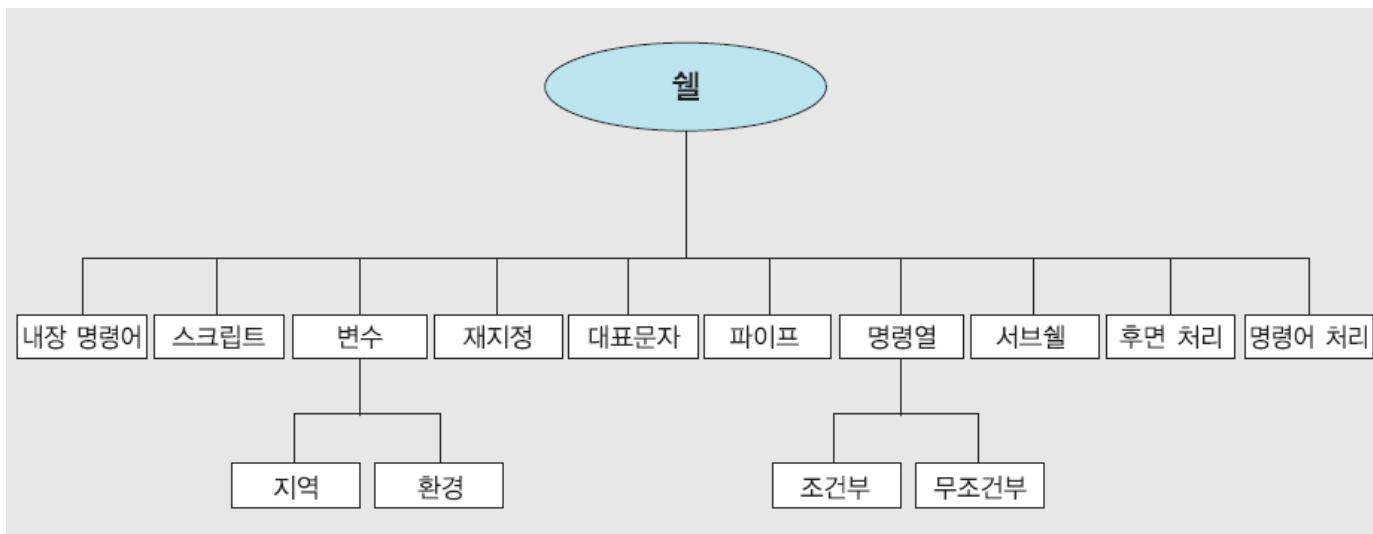 쉘
내장 명령어
스크립트
변수
재지정
대표문자
파이프
명령열
서브쉘
후면 처리
명령어 처리
지역
환경
조건부
무조건부